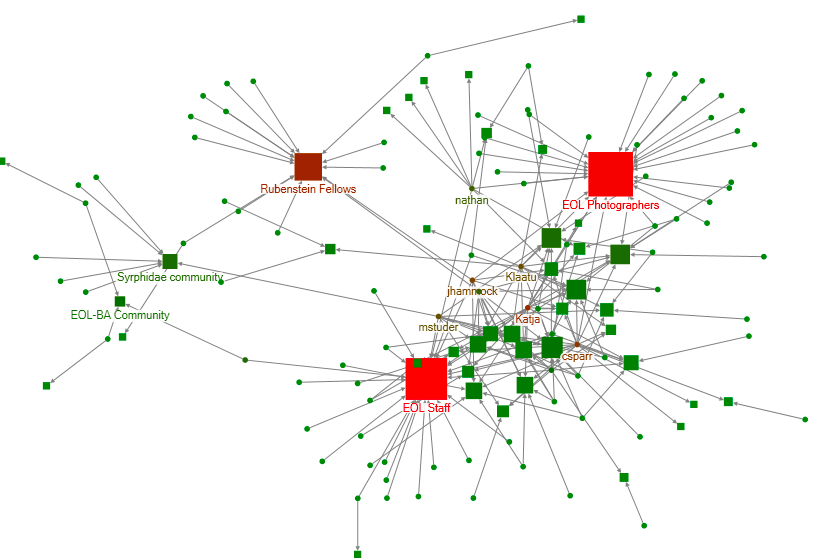 Rubenstein Fellows
nathan
EOL Photographers
Syrphidae community
Klaatu
jhammock
EOL-BA Community
Katja
mstuder
csparr
EOL Staff